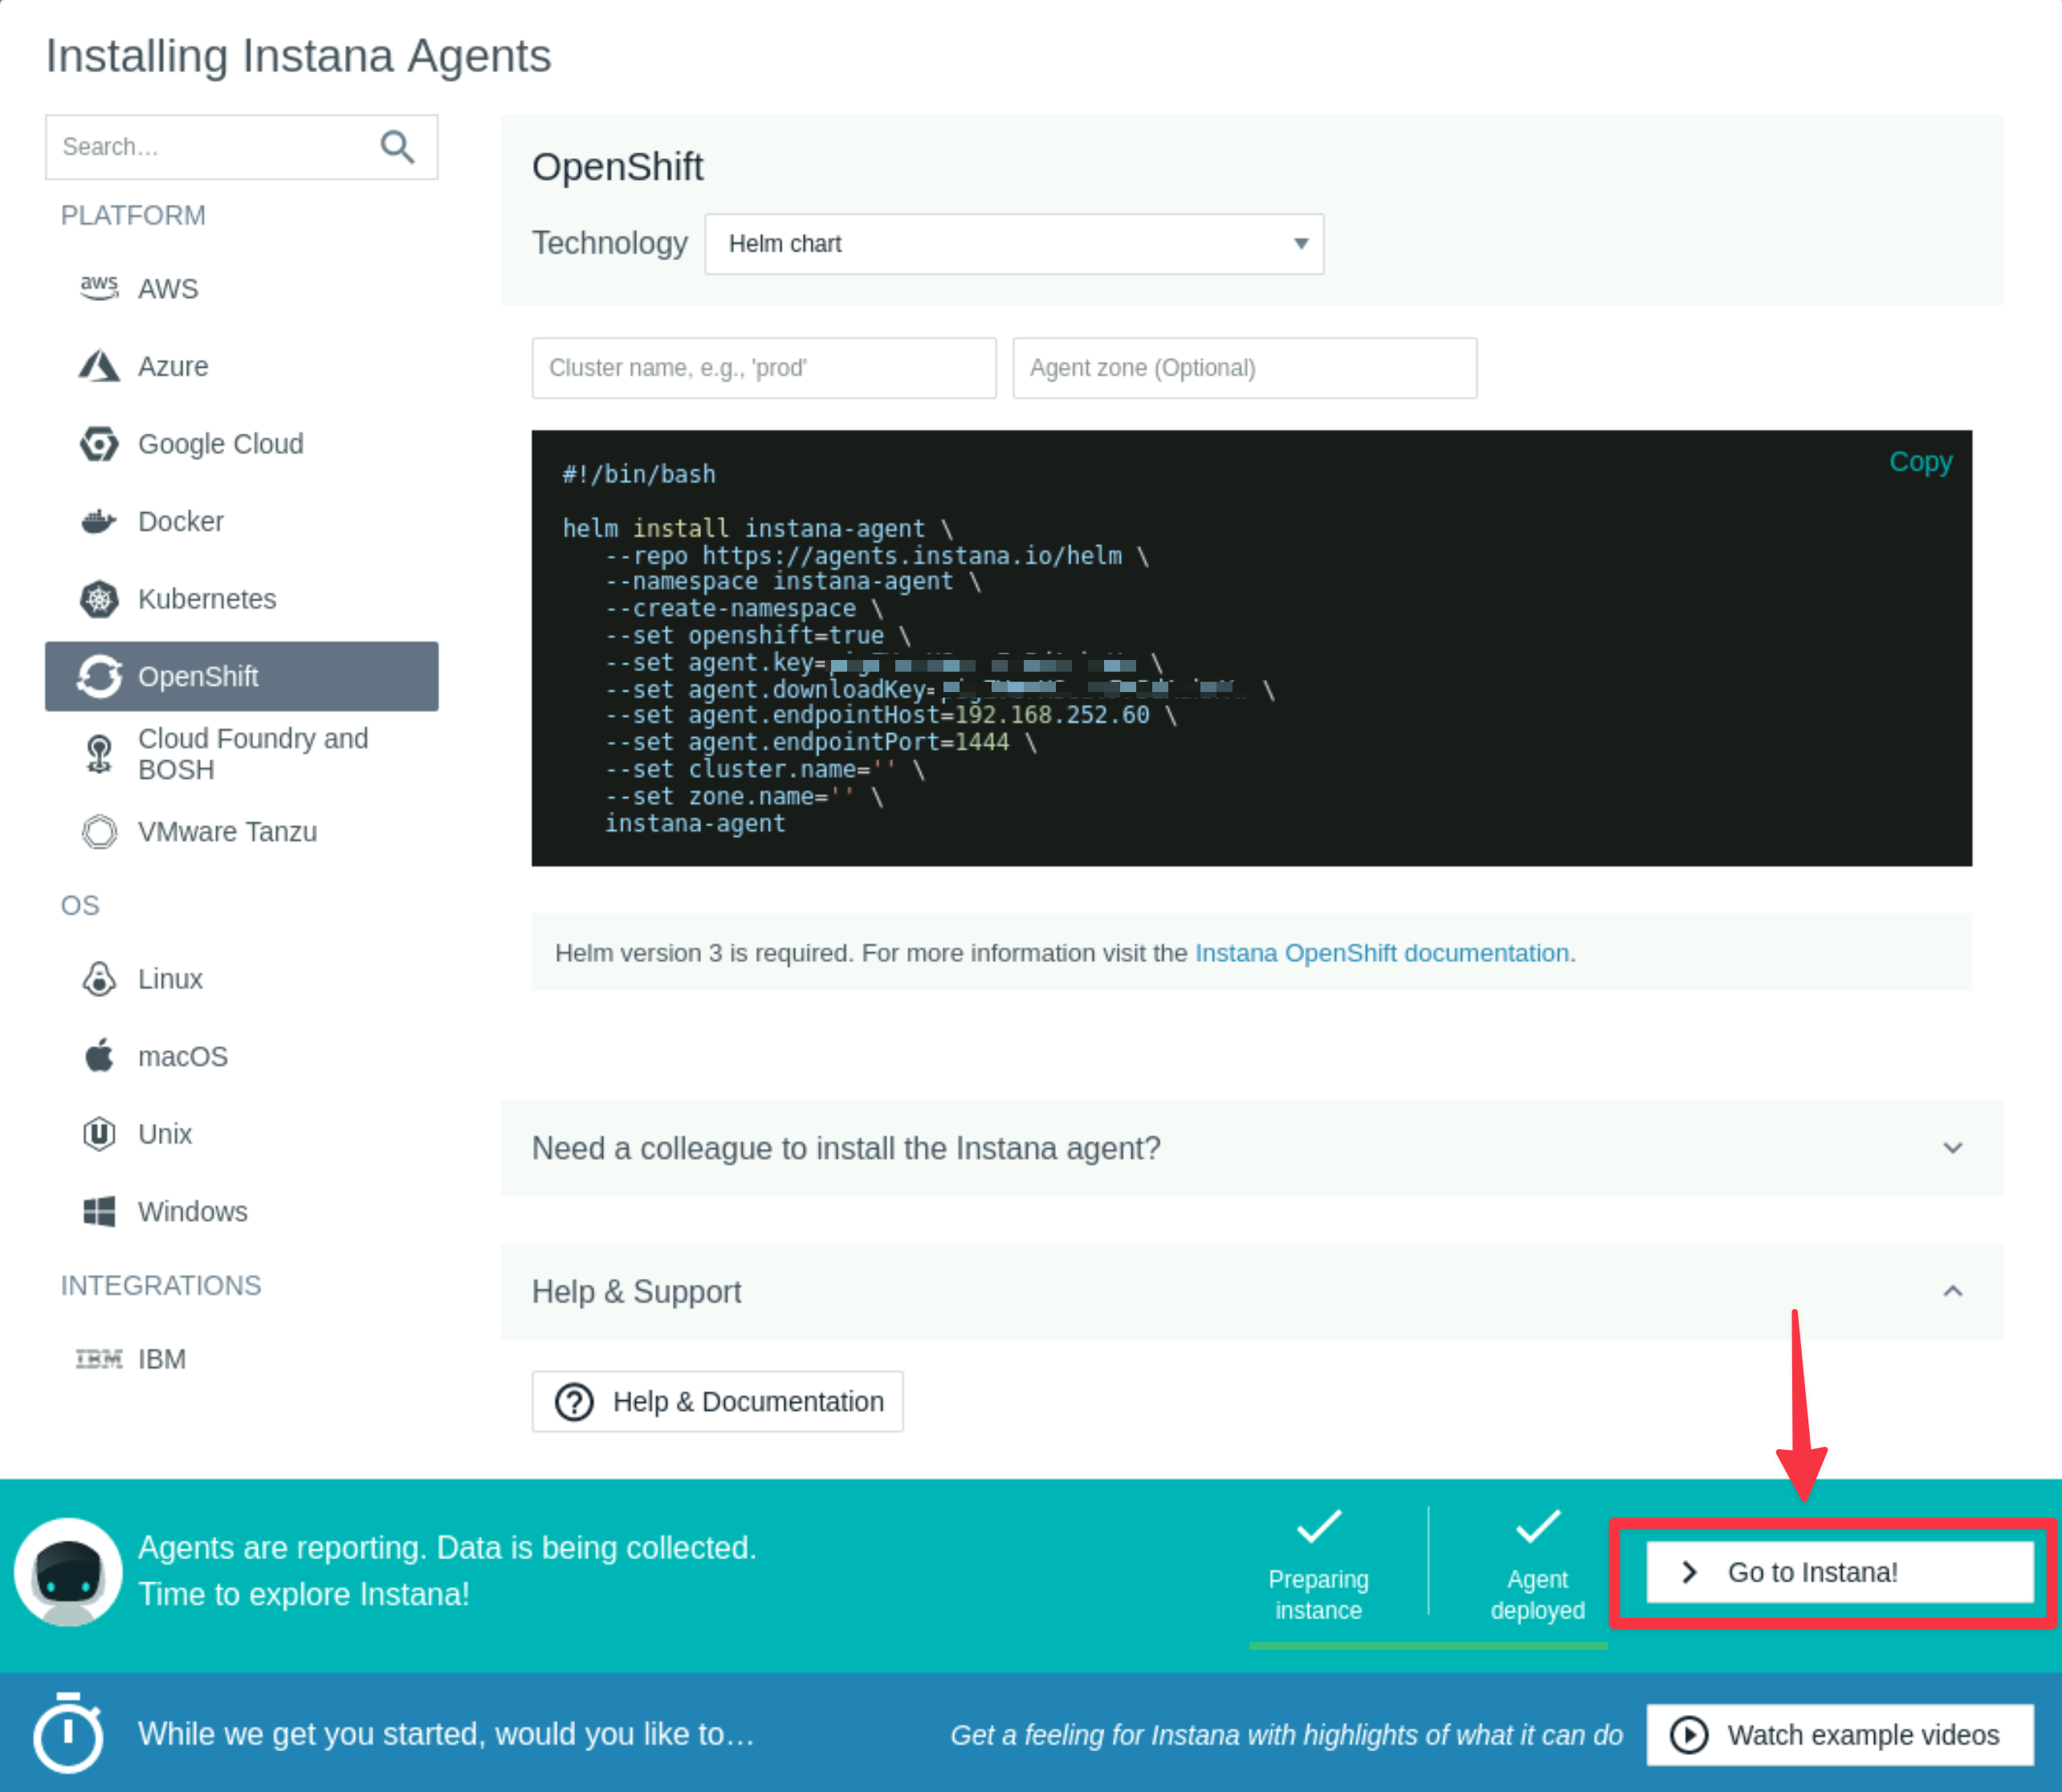 Installing Instana Agents
Search...
PLATFORM
aws AWS
Azure
Google Cloud
Docker
Kubernetes
OpenShift
Cloud Foundry and
BOSH
VMware Tanzu
OS
Linux
macOS
Unix
Windows
INTEGRATIONS
IBM IBM
OpenShift
Technology Helm chart
Cluster name, e.g., 'prod' Agent zone (Optional)
Copy
#!/bin/bash
helm install instana-agent \
--repo https://agents.instana.io/helm \
--namespace instana-agent \
--create-namespace \
--set openshift=true \
--set agent.key= \
--set agent.downloadKey= \
--set agent.endpointHost=192.168.252.60 \
--set agent.endpointPort=1444 \
--set cluster.name='' \
--set zone.name='' \
instana-agent
Helm version 3 is required. For more information visit the Instana OpenShift documentation.
Need a colleague to install the Instana agent?
Help & Support
Help & Documentation
Agents are reporting. Data is being collected.
Time to explore Instana!
Preparing
instance
Agent
deployed
Go to Instana!
While we get you started, would you like to...
Get a feeling for Instana with highlights of what it can do
Watch example videos